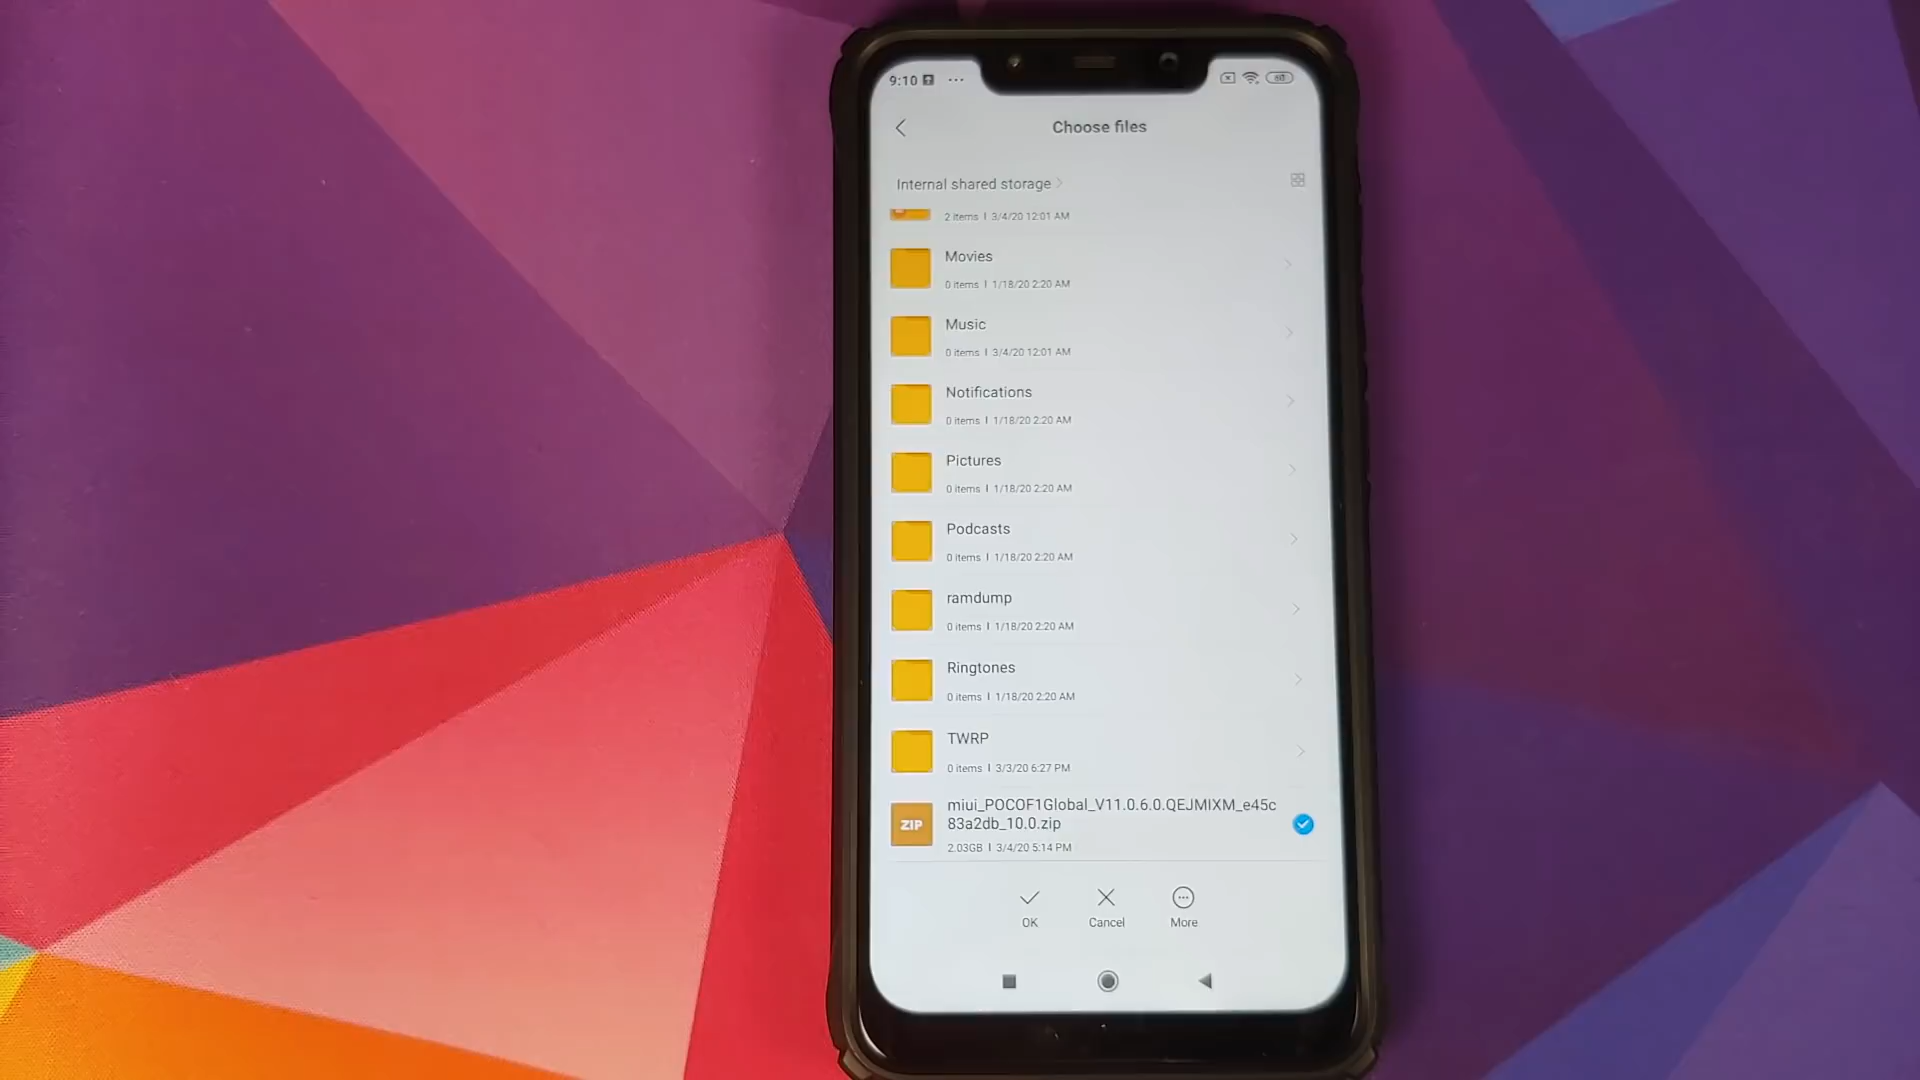 9:10
60
Choose files
Internal shared storage
2 items | 3/4/20 12:01 AM
Movies
0 items | 1/18/20 2:20 AM
Music
0 items | 3/4/20 12:01 AM
Notifications
0 items | 1/18/20 2:20 AM
Pictures
0 items | 1/18/20 2:20 AM
Podcasts
0 items | 1/18/20 2:20 AM
ramdump
0 items | 1/18/20 2:20 AM
Ringtones
0 items | 1/18/20 2:20 AM
TWRP
0 items | 3/3/20 6:27 PM
miui_POCOF1Global_V11.0.6.0.QEJMIXM_e45c
ZIP
83a2db_10.0.zip
2.03GB | 3/4/20 5:14 PM
OK
Cancel
More